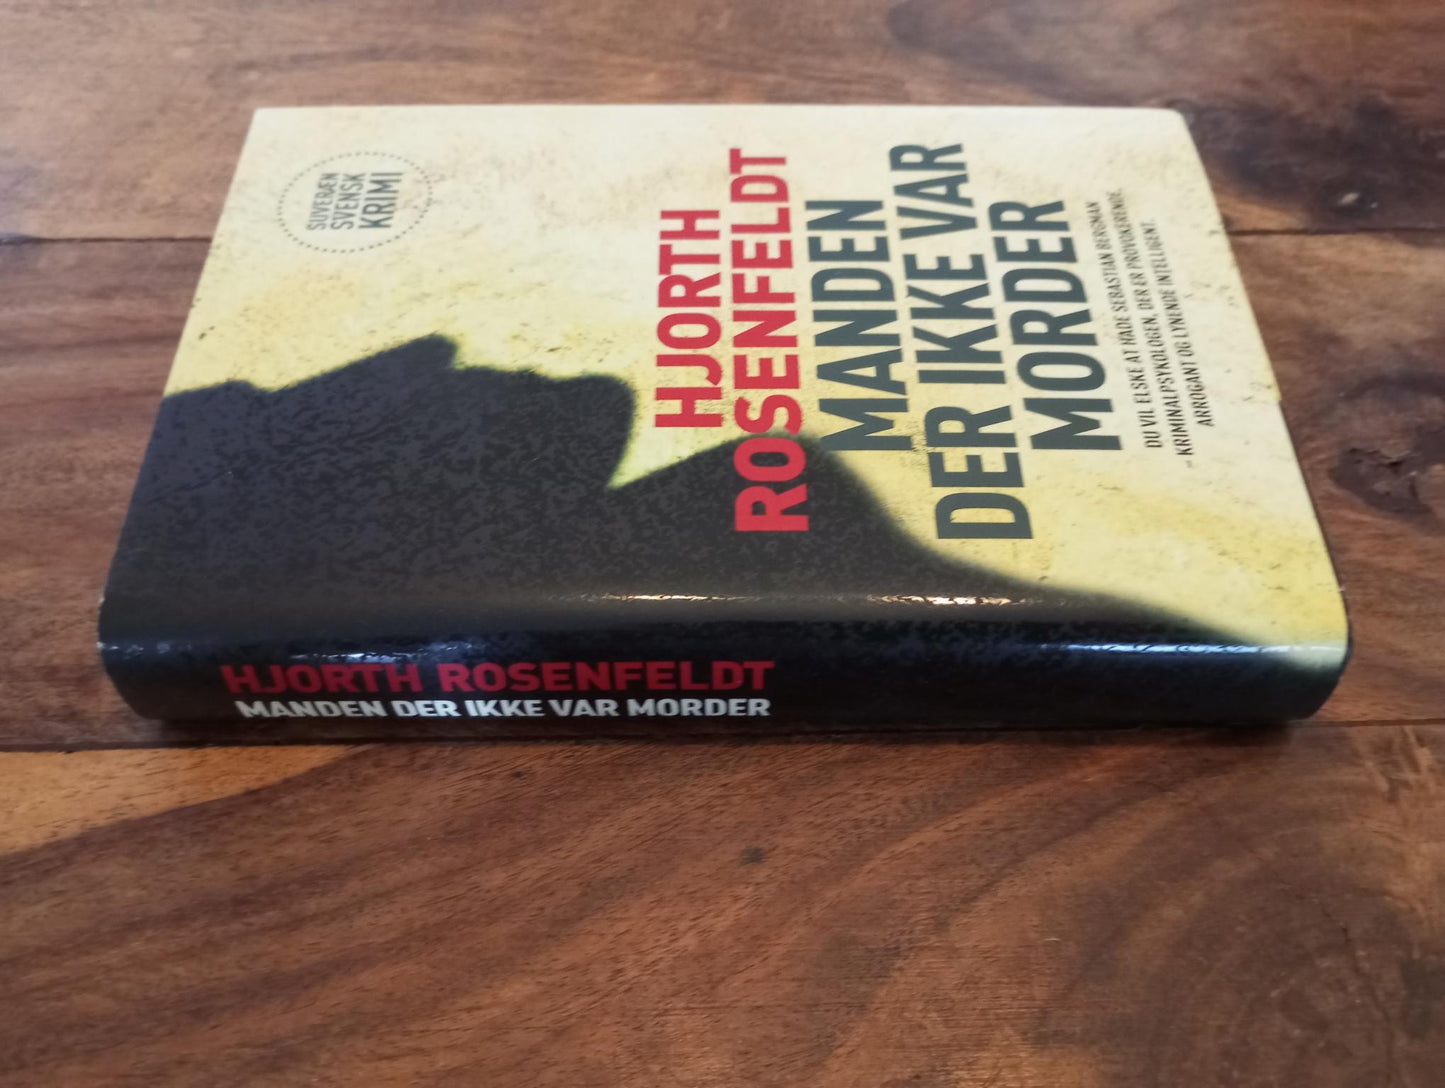 SUVERÆN
SVENSK
KRIMI
HJORTH
ROSENFELDT
MANDEN
DER IKKE VAR
MORDER
DU VIL ELSKE AT HADE SEBASTIAN BERGMAN
– KRIMINALPSYKOLOGEN, DER ER PROVOKERENDE,
ARROGANT OG LYNENDE INTELLIGENT.
HJORTH ROSENFELDT
MANDEN DER IKKE VAR MORDER